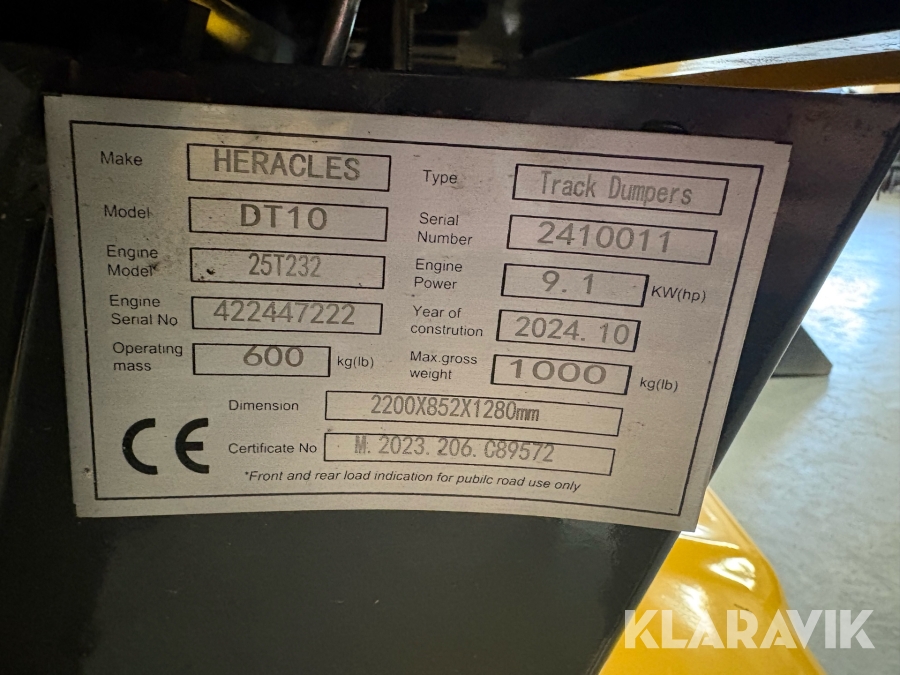 Make HERACLES Type Track Dumpers
Model DT10 Serial Number 2410011
Engine Model 25T232 Engine Power 9.1 KW(hp)
Engine Serial No 422447222 Year of constrution 2024.10
Operating mass 600 kg(lb) Max.gross weight 1000 kg(lb)
Dimension 2200X852X1280mm
CE Certificate No M.2023.206.C89572
*Front and rear load indication for pubilc road use only
KLARAVIK